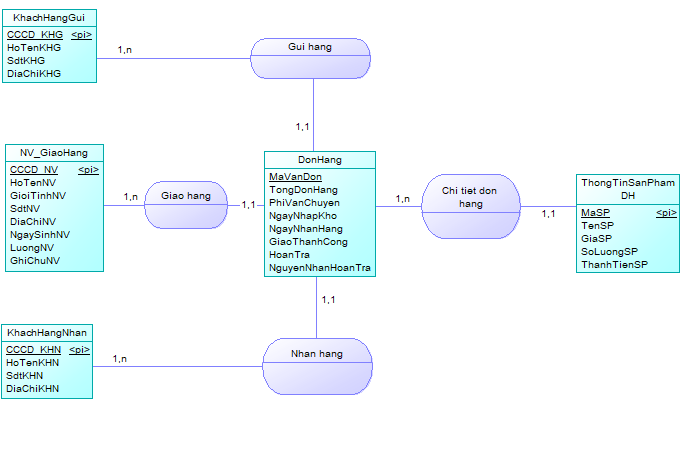 KhachHangGui
CCCD_KHG <pi>
HoTenKHG
SdtKHG
DiaChiKHG
1,n
Gui hang
1,1
NV_GiaoHang
CCCD_NV <pi>
HoTenNV
GioiTinhNV
SdtNV
DiaChiNV
NgaySinhNV
LuongNV
GhiChuNV
1,n
Giao hang
1,1
DonHang
MaVanDon
TongDonHang
PhiVanChuyen
NgayNhapKho
NgayNhanHang
GiaoThanhCong
HoanTra
NguyenNhanHoanTra
1,n
Chi tiet don
hang
1,1
ThongTinSanPham
DH
MaSP <pi>
TenSP
GiaSP
SoLuongSP
ThanhTienSP
1,1
KhachHangNhan
CCCD_KHN <pi>
HoTenKHN
SdtKHN
DiaChiKHN
1,n
Nhan hang